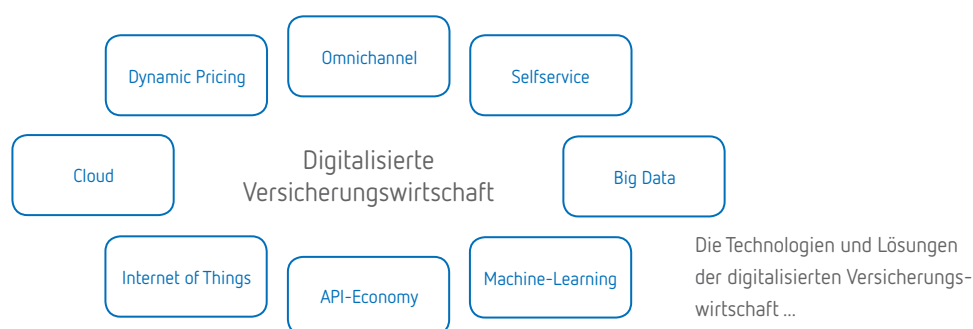 Omnichannel
Dynamic Pricing
Selfservice
Digitalisierte
Versicherungswirtschaft
Cloud
Big Data
Die Technologien und Lösungen
der digitalisierten Versicherungs-
wirtschaft ...
Internet of Things
API-Economy
Machine-Learning